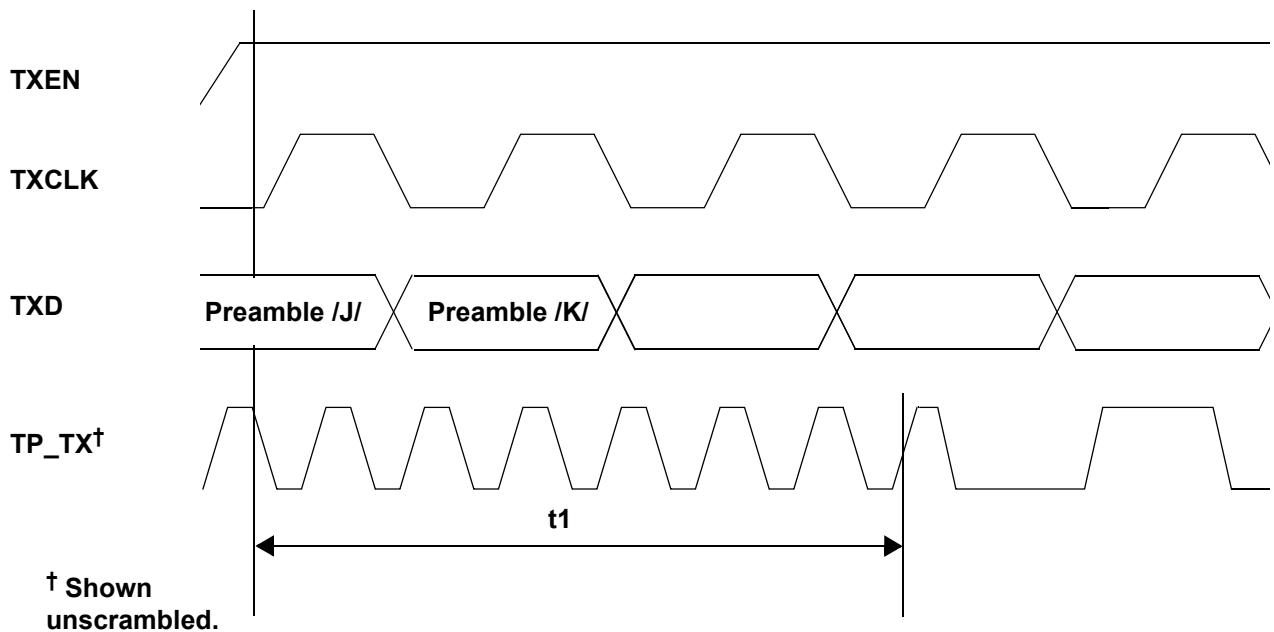 TXEN
TXCLK
TXD
Preamble /J/
Preamble /K/
TP_TX†
t1
† Shown
unscrambled.